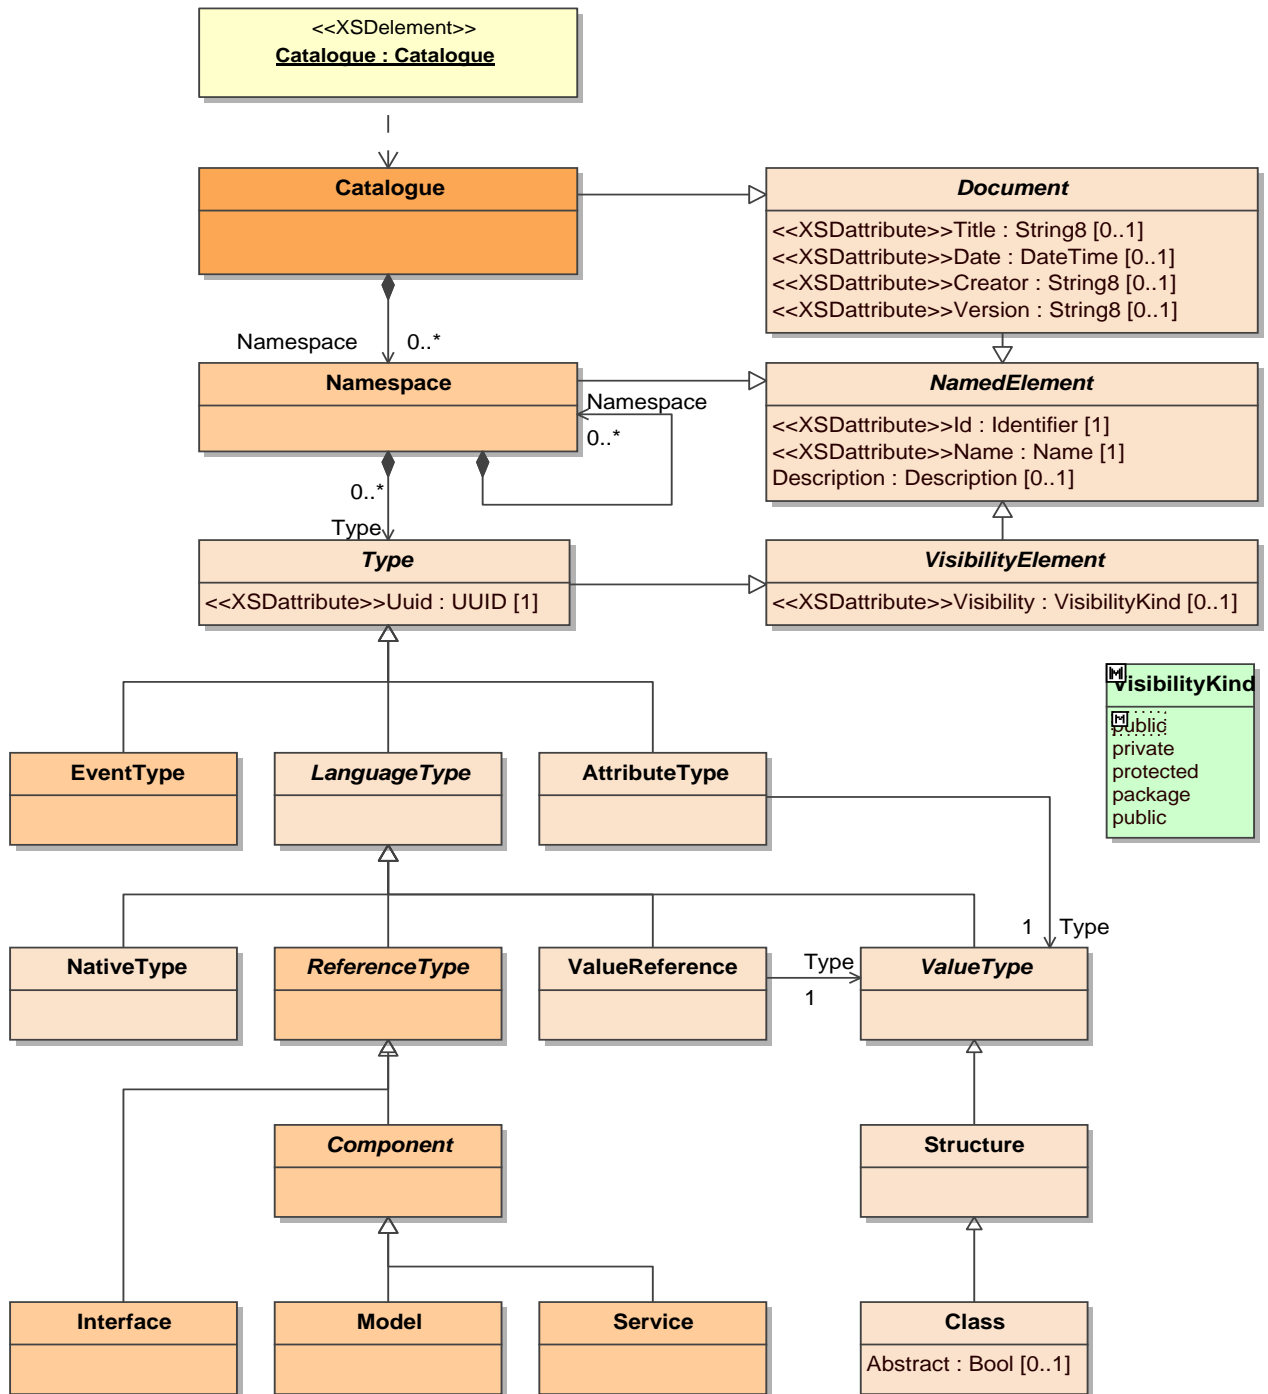 <<XSDelement>>
Catalogue : Catalogue
Catalogue
Document
<<XSDattribute>>Title : String8 [0..1]
<<XSDattribute>>Date : DateTime [0..1]
<<XSDattribute>>Creator : String8 [0..1]
<<XSDattribute>>Version : String8 [0..1]
Namespace 0..*
Namespace
NamedElement
<<XSDattribute>>Id : Identifier [1]
<<XSDattribute>>Name : Name [1]
Description : Description [0..1]
Namespace
0..*
0..*
Type
Type
<<XSDattribute>>Uuid : UUID [1]
VisibilityElement
<<XSDattribute>>Visibility : VisibilityKind [0..1]
VisibilityKind
public
private
protected
package
public
EventType
LanguageType
AttributeType
1 Type
NativeType
ReferenceType
ValueReference
Type
1
ValueType
Component
Structure
Interface
Model
Service
Class
Abstract : Bool [0..1]